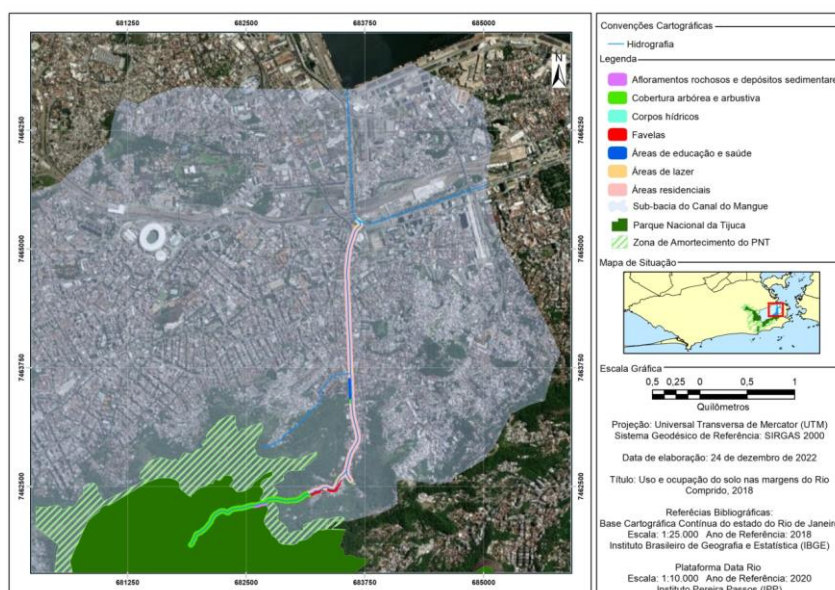 681250 682500 683750 685000
7466250
7465000
7463750
7462500
N
7466250
7465000
7463750
7462500
681250 682500 683750 685000
Convenções Cartográficas
Hidrografia
Legenda
Afloramentos rochosos e depósitos sedimentare
Cobertura arbórea e arbustiva
Corpos hídricos
Favelas
Áreas de educação e saúde
Áreas de lazer
Áreas residenciais
Sub-bacia do Canal do Mangue
Parque Nacional da Tijuca
Zona de Amortecimento do PNT
Mapa de Situação
Escala Gráfica
0,5 0,25 0 0,5 1
Quilômetros
Projeção: Universal Transversa de Mercator (UTM)
Sistema Geodésico de Referência: SIRGAS 2000
Data de elaboração: 24 de dezembro de 2022
Título: Uso e ocupação do solo nas margens do Rio
Comprido, 2018
Referêcias Bibliográficas:
Base Cartográfica Contínua do estado do Rio de Janeir
Escala: 1:25.000 Ano de Referência: 2018
Instituto Brasileiro de Geografia e Estatística (IBGE)
Plataforma Data Rio
Escala: 1:10.000 Ano de Referência: 2020
Instituto Pereira Passos (IPP)